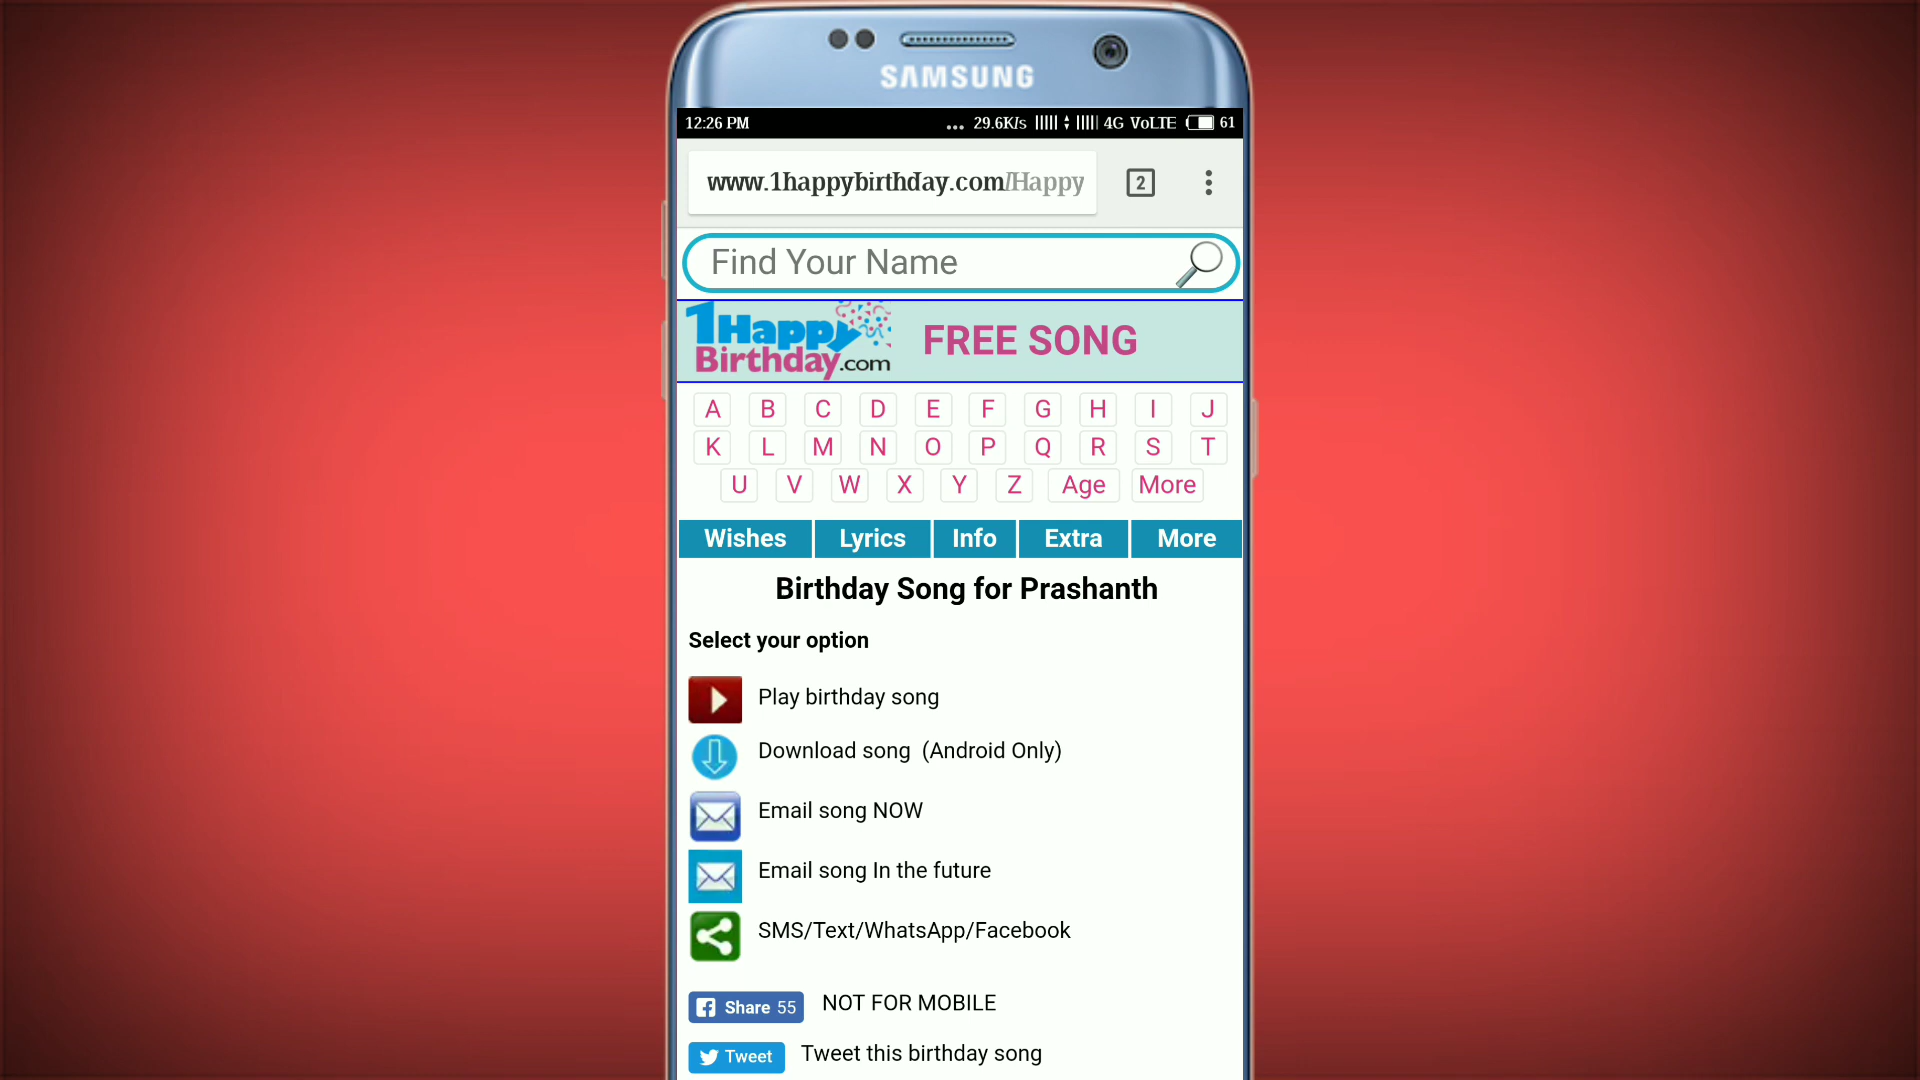 SAMSUNG
12:26 PM ... 29.6K/s 4G VoLTE 61
www.1happybirthday.com/Happy 2
Find Your Name
1Happy
Birthday.com
FREE SONG
A B C D E F G H I J
K L M N O P Q R S T
U V W X Y Z Age More
Wishes Lyrics Info Extra More
Birthday Song for Prashanth
Select your option
Play birthday song
Download song (Android Only)
Email song NOW
Email song In the future
SMS/Text/WhatsApp/Facebook
Share 55 NOT FOR MOBILE
Tweet Tweet this birthday song